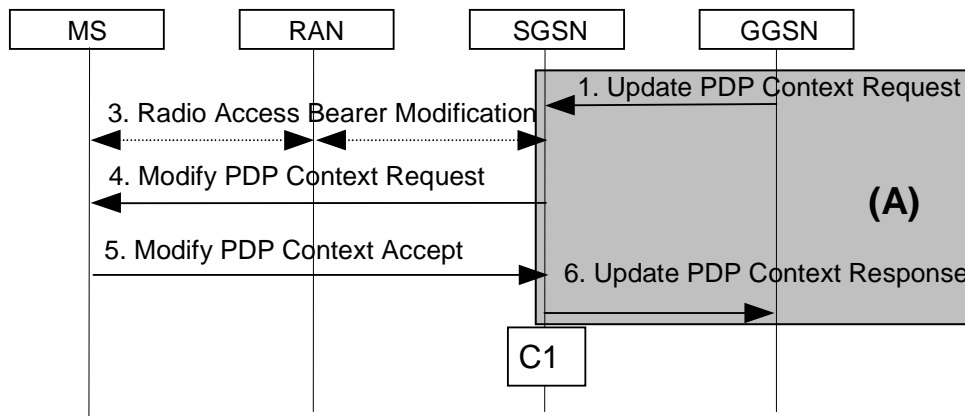 MS
RAN
SGSN
GGSN
1. Update PDP Context Request
3. Radio Access Bearer Modification
4. Modify PDP Context Request
(A)
5. Modify PDP Context Accept
6. Update PDP Context Response
C1